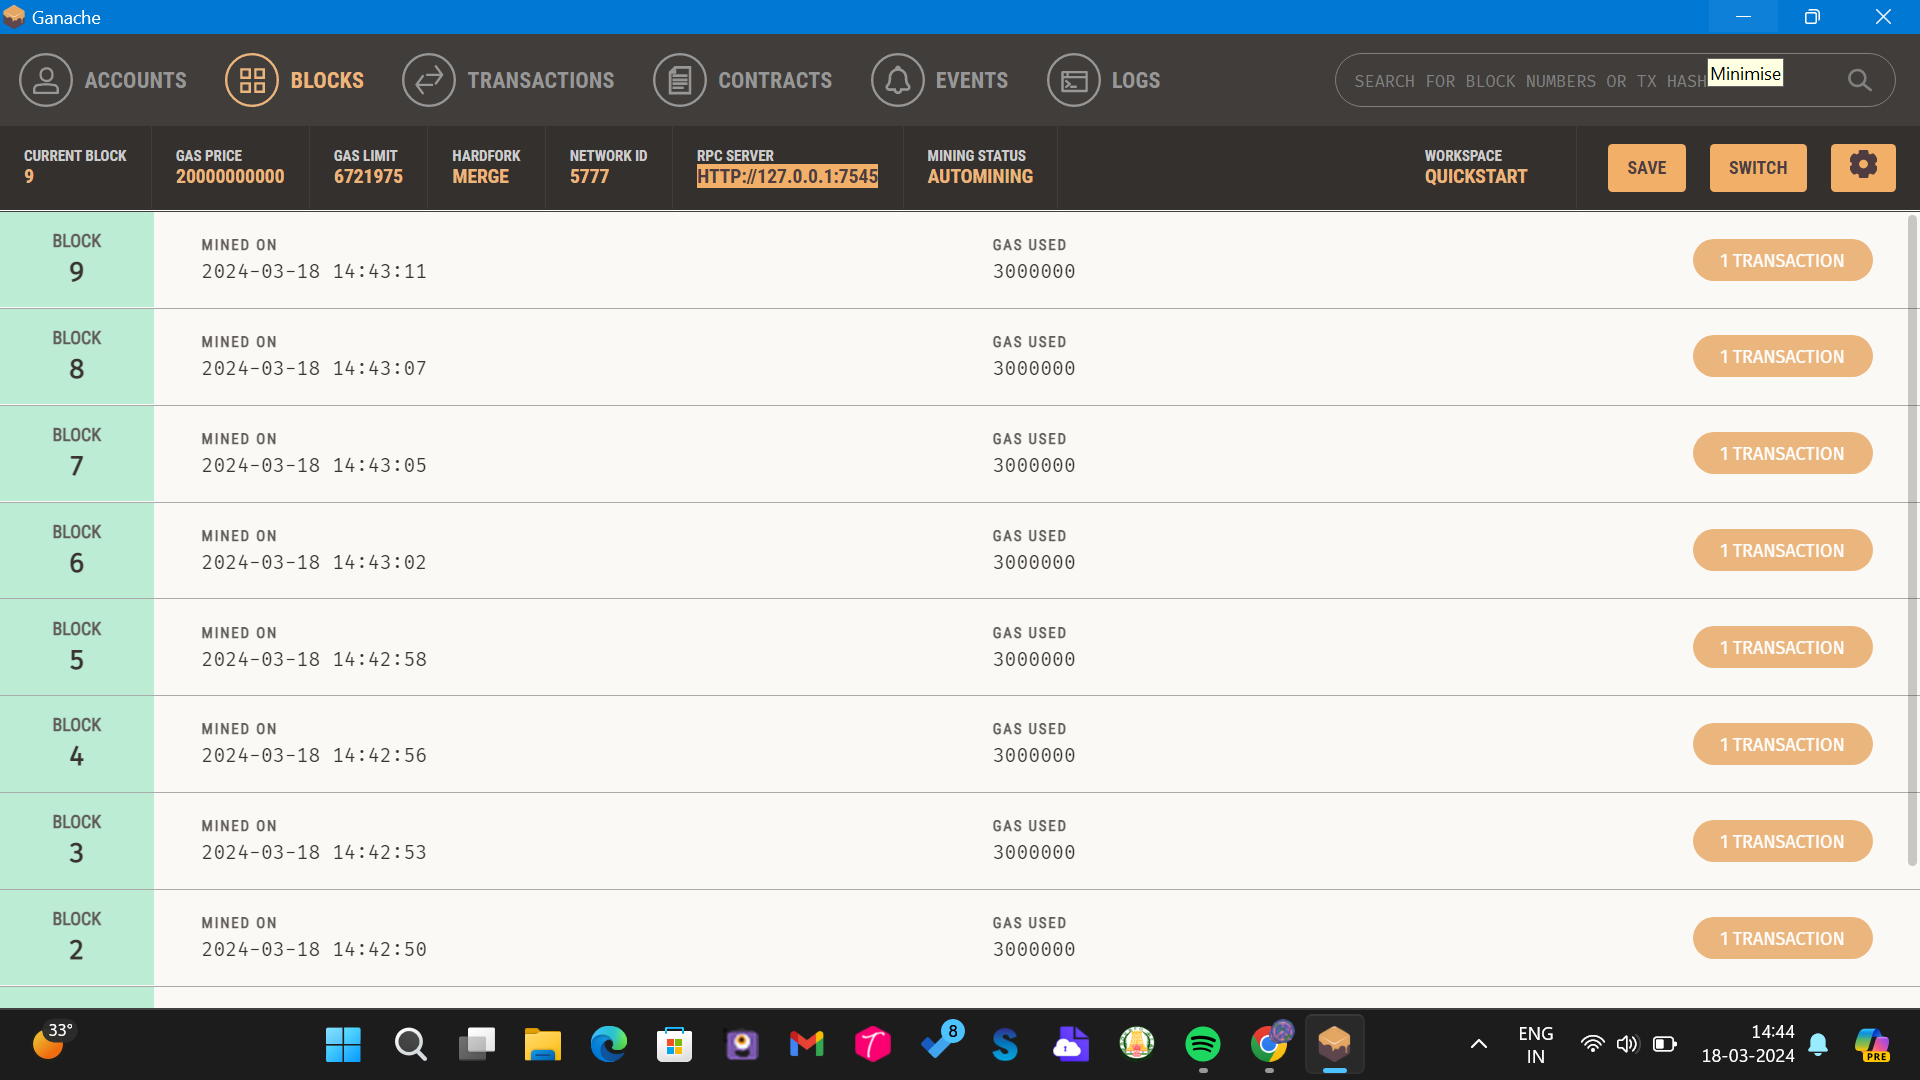 Ganache
ACCOUNTS BLOCKS TRANSACTIONS CONTRACTS EVENTS LOGS
SEARCH FOR BLOCK NUMBERS OR TX HASH
Minimise
CURRENT BLOCK
9
GAS PRICE
20000000000
GAS LIMIT
6721975
HARDFORK
MERGE
NETWORK ID
5777
RPC SERVER
HTTP://127.0.0.1:7545
MINING STATUS
AUTOMINING
WORKSPACE
QUICKSTART
SAVE
SWITCH
BLOCK
9
MINED ON
2024-03-18 14:43:11
GAS USED
3000000
1 TRANSACTION
BLOCK
8
MINED ON
2024-03-18 14:43:07
GAS USED
3000000
1 TRANSACTION
BLOCK
7
MINED ON
2024-03-18 14:43:05
GAS USED
3000000
1 TRANSACTION
BLOCK
6
MINED ON
2024-03-18 14:43:02
GAS USED
3000000
1 TRANSACTION
BLOCK
5
MINED ON
2024-03-18 14:42:58
GAS USED
3000000
1 TRANSACTION
BLOCK
4
MINED ON
2024-03-18 14:42:56
GAS USED
3000000
1 TRANSACTION
BLOCK
3
MINED ON
2024-03-18 14:42:53
GAS USED
3000000
1 TRANSACTION
BLOCK
2
MINED ON
2024-03-18 14:42:50
GAS USED
3000000
1 TRANSACTION
33°
8
ENG
IN
14:44
18-03-2024
PRE